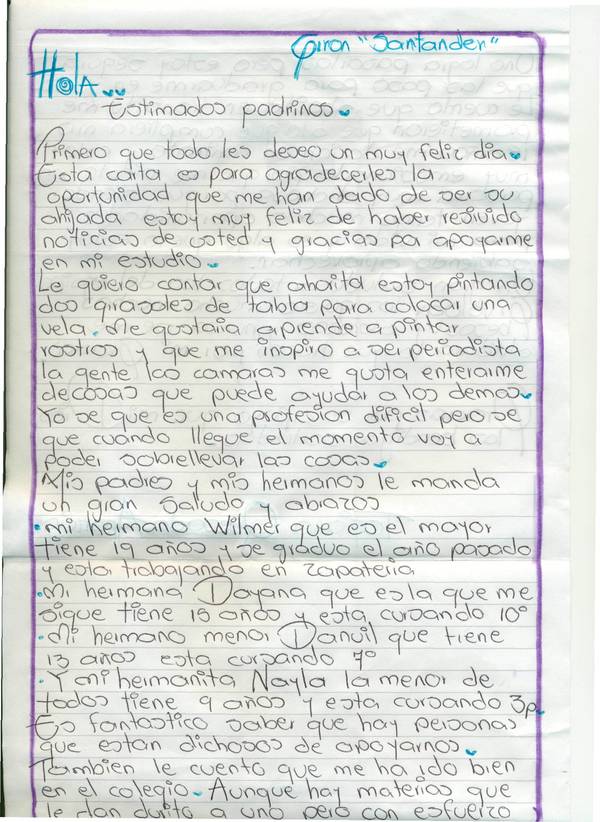 Giron "Santander"
Hola
Estimados padrinos.
Primero que todo les deseo un muy feliz dia.
Esta carta es para agradecerles la
oportunidad que me han dado de ser su
ahijada estoy muy feliz de haber resivido
noticias de usted y gracias pa apoyarme
en mi estudio.
Le quiero contar que ahorita estoy pintando
dos girasoles de tabla para colocar una
vela. Me gustaria aprende a pintar
rostros y que me inspiro a ser periodista
la gente las camaras me gusta enterarme
decosas que puede ayudar a los demas.
Yo se que es una profesion dificil pero se
que cuando llegue el momento voy a
poder sobrellevar las cosas.
Mis padres y mis hermanos le manda
un gran saludo y abrazos
. mi hermano Wilmer que es el mayor
tiene 19 años y se graduo el año pasado
y esta trabajando en zapateria
. Mi hermana Dayana que es la que me
sigue tiene 15 años y esta cursando 10°
. Mi hermano menor Danuil que tiene
13 años esta cursando 7°
. Y mi hermanita Nayla la menor de
todos tiene 9 años y esta cursando 3p.
Es fantastico saber que hay personas
que estan dichosos de apoyarnos.
Tambien le cuento que me ha ido bien
en el colegio. Aunque hay materias que
le dan durito a uno pero con esfuerzo